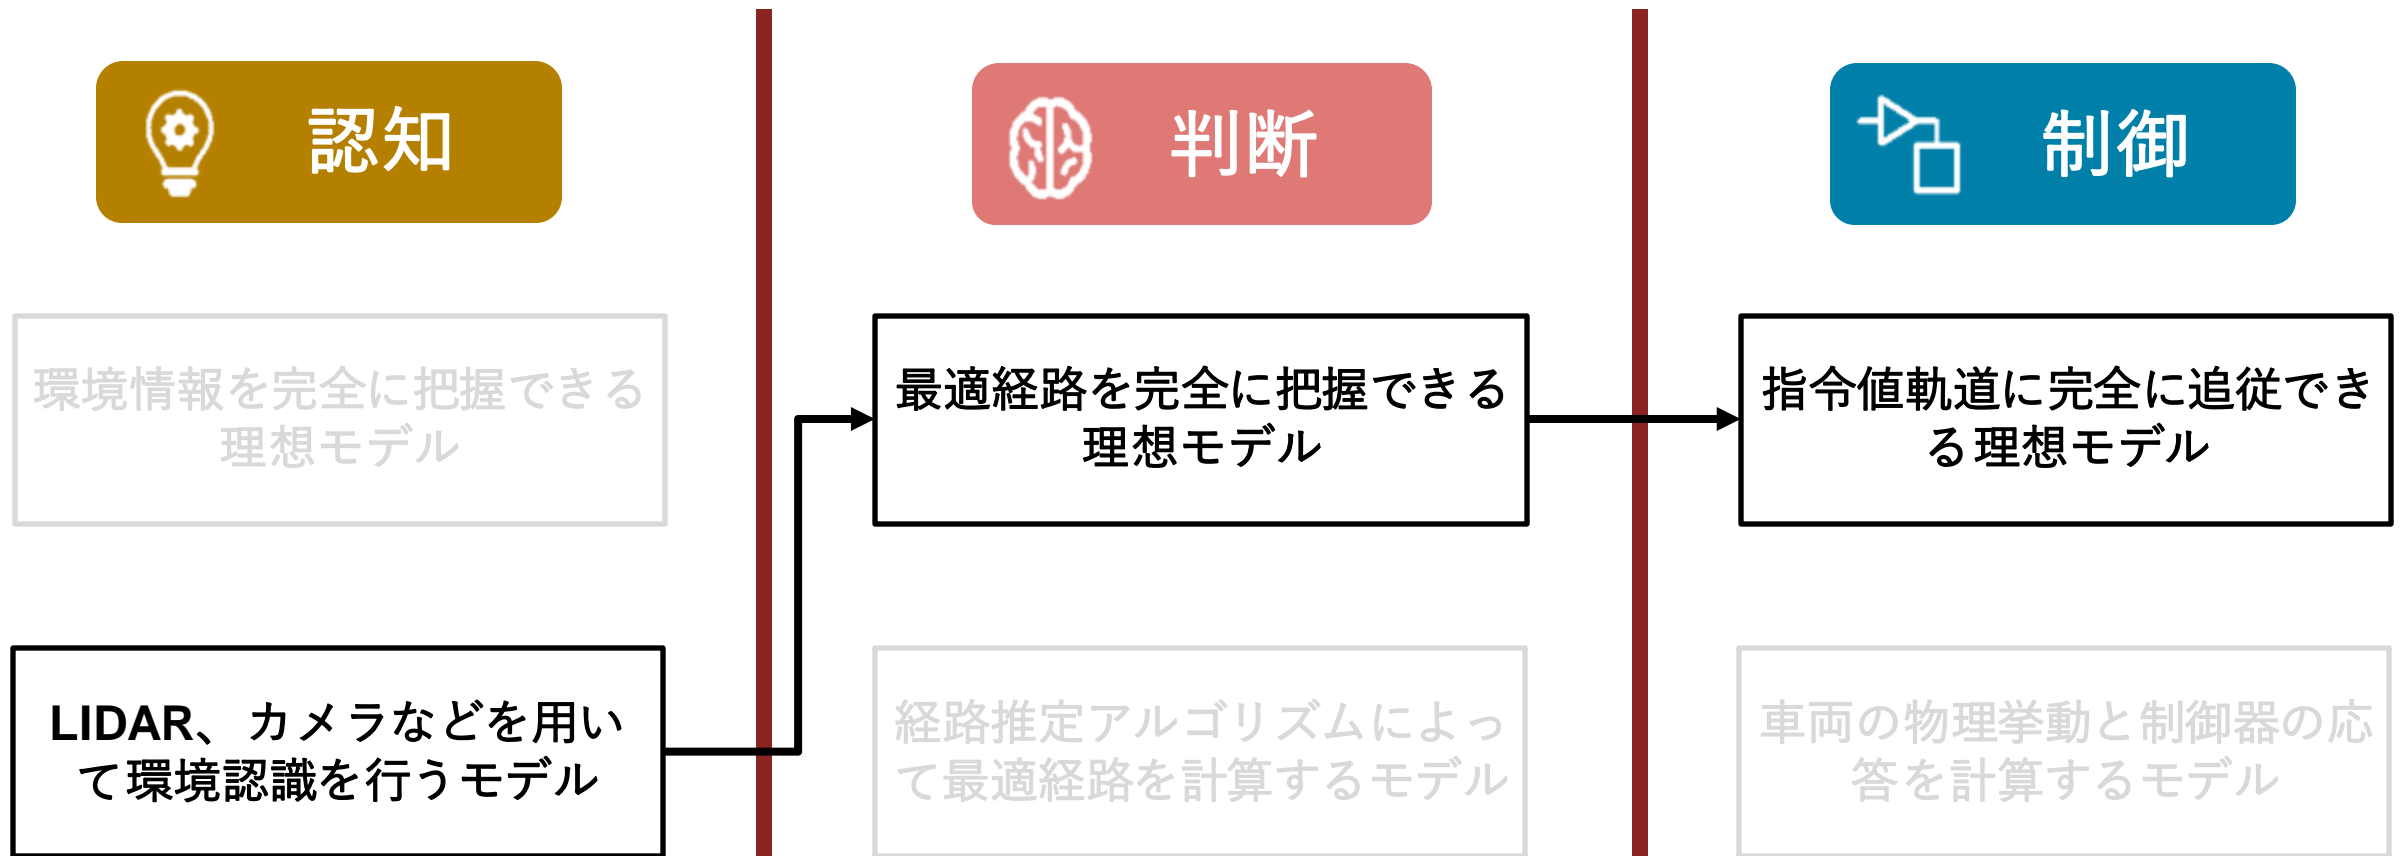 認知
判断
制御
環境情報を完全に把握できる
理想モデル
最適経路を完全に把握できる
理想モデル
指令値軌道に完全に追従でき
る理想モデル
LIDAR、カメラなどを用い
て環境認識を行うモデル
経路推定アルゴリズムによっ
て最適経路を計算するモデル
車両の物理挙動と制御器の応
答を計算するモデル